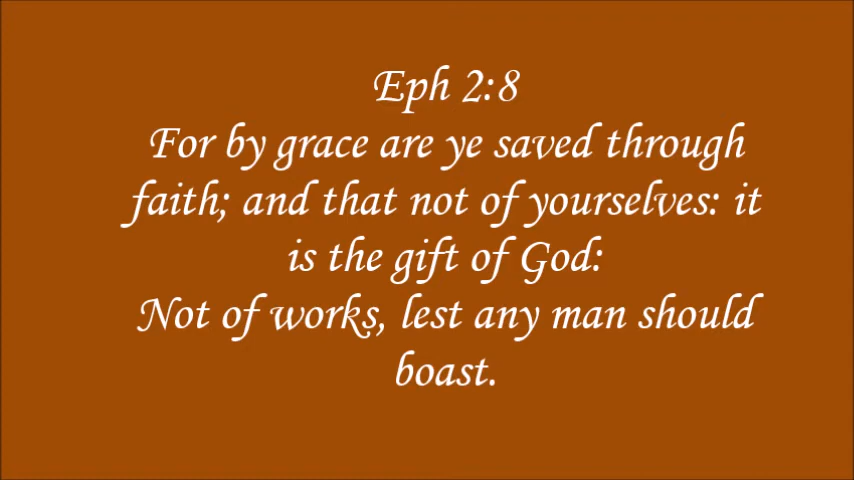 Eph 2:8
For by grace are ye saved through
faith; and that not of yourselves: it
is the gift of God:
Not of works, lest any man should
boast.